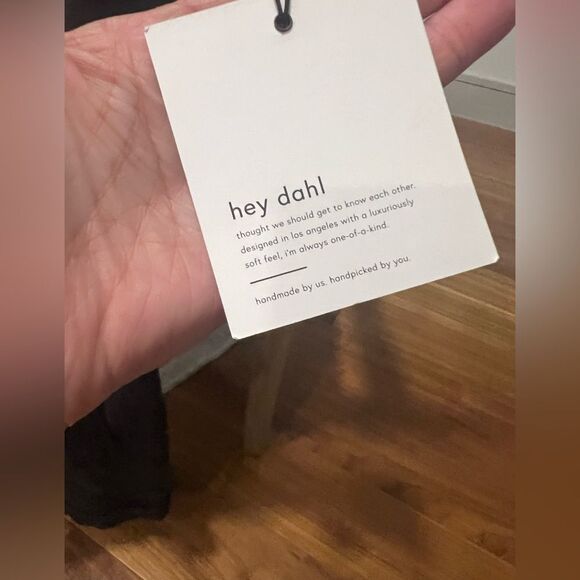 hey dahl
thought we should get to know each other.
designed in los angeles with a luxuriously
soft feel, i'm always one-of-a-kind.
handmade by us. handpicked by you.